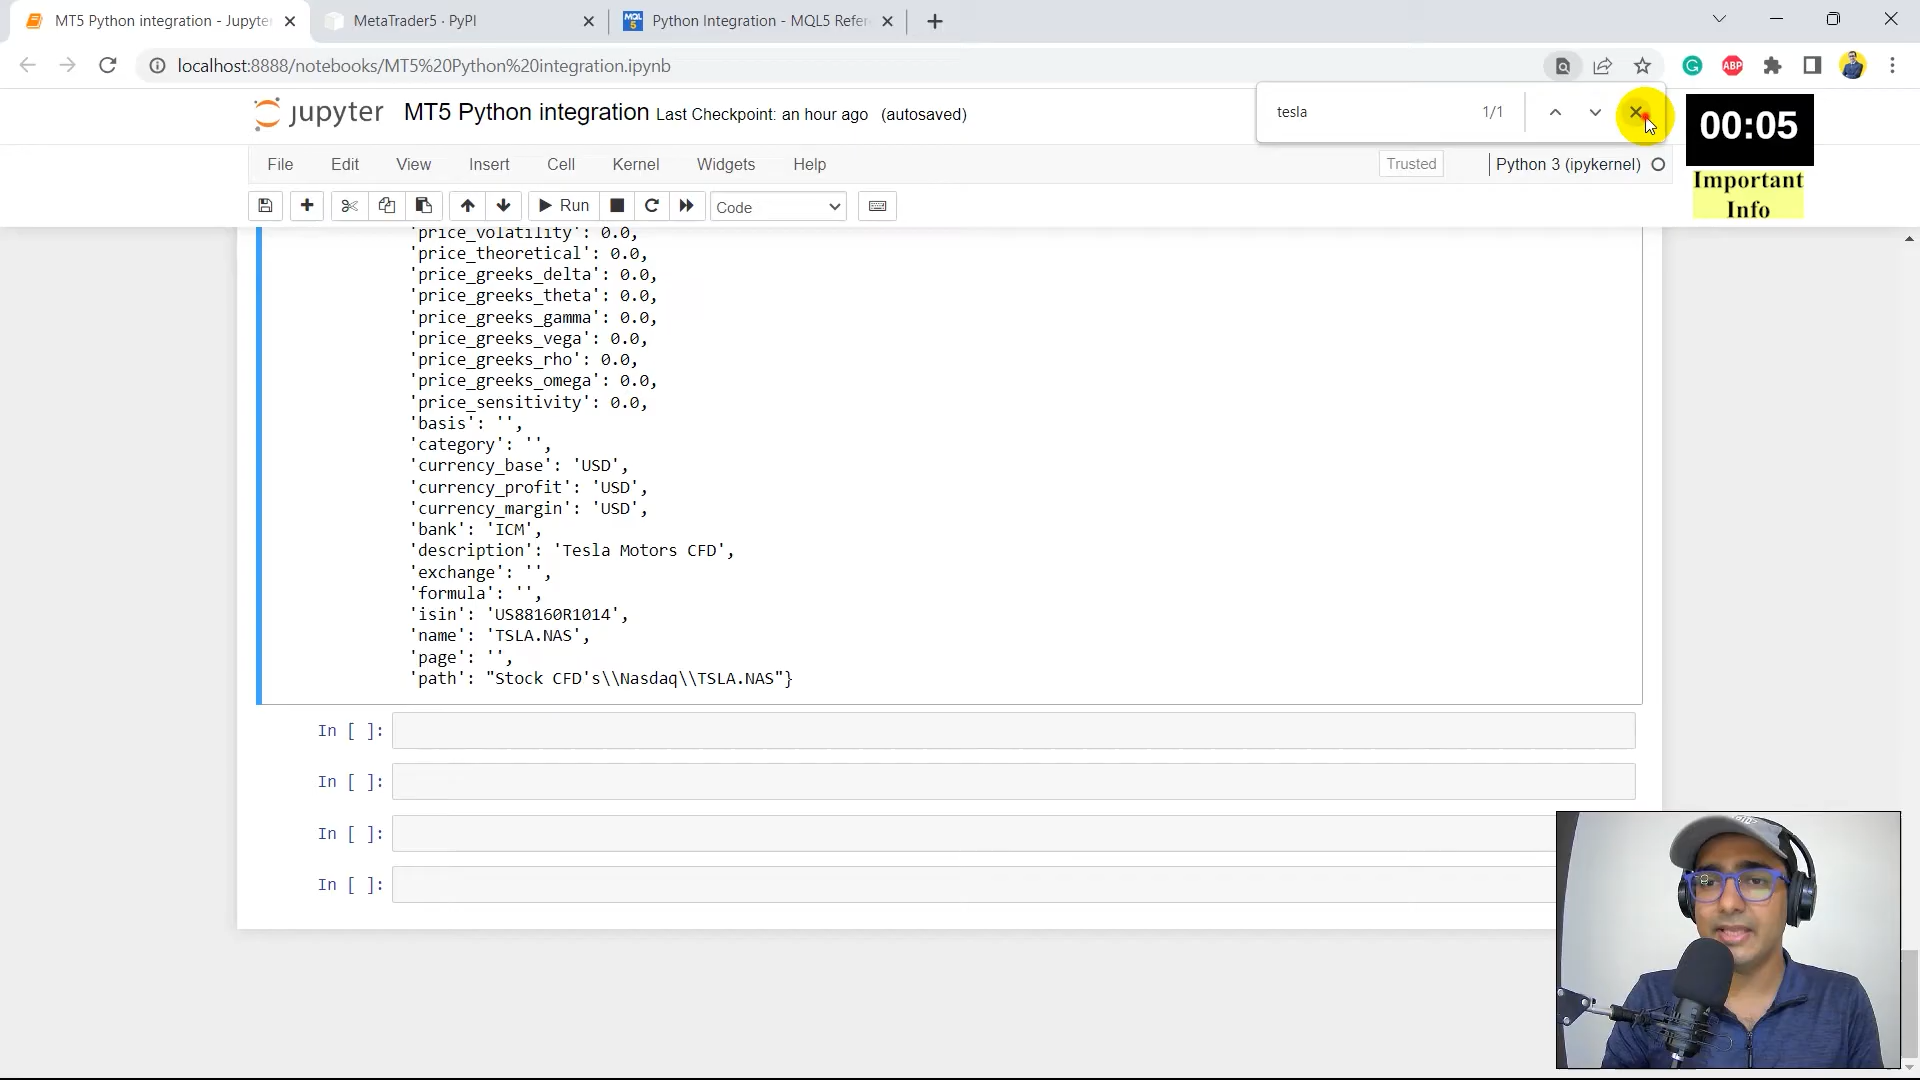 MT5 Python integration - Jupyte
MetaTrader5 · PyPI
Python Integration - MQL5 Refer
localhost:8888/notebooks/MT5%20Python%20integration.ipynb
ABP
jupyter
MT5 Python integration Last Checkpoint: an hour ago (autosaved)
tesla
1/1
00:05
Important
Info
File
Edit
View
Insert
Cell
Kernel
Widgets
Help
Trusted
Python 3 (ipykernel)
Run
Code
'price_volatility': 0.0,
'price_theoretical': 0.0,
'price_greeks_delta': 0.0,
'price_greeks_theta': 0.0,
'price_greeks_gamma': 0.0,
'price_greeks_vega': 0.0,
'price_greeks_rho': 0.0,
'price_greeks_omega': 0.0,
'price_sensitivity': 0.0,
'basis': '',
'category': '',
'currency_base': 'USD',
'currency_profit': 'USD',
'currency_margin': 'USD',
'bank': 'ICM',
'description': 'Tesla Motors CFD',
'exchange': '',
'formula': '',
'isin': 'US88160R1014',
'name': 'TSLA.NAS',
'page': '',
'path': "Stock CFD's\\Nasdaq\\TSLA.NAS"}
In [ ]:
In [ ]:
In [ ]:
In [ ]: